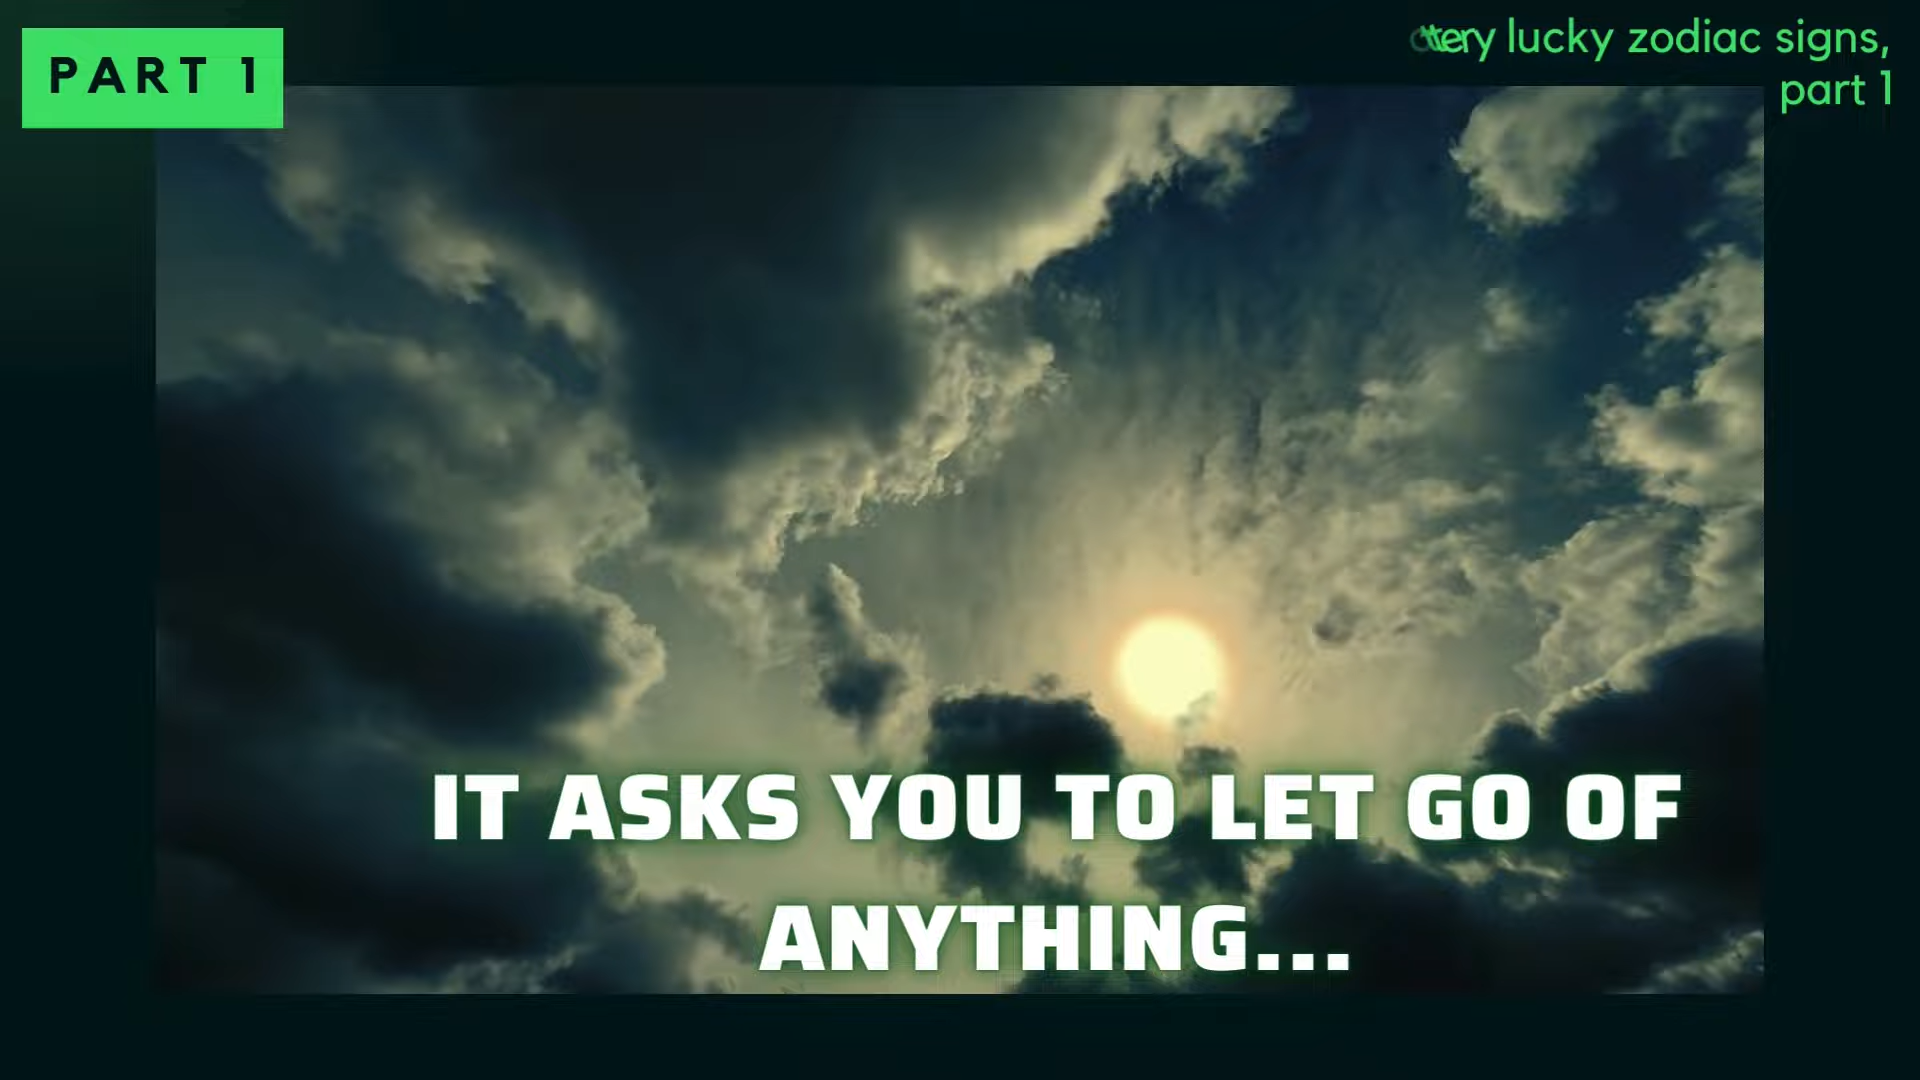 PART 1
lucky zodiac signs,
part 1
IT ASKS YOU TO LET GO OF
ANYTHING...